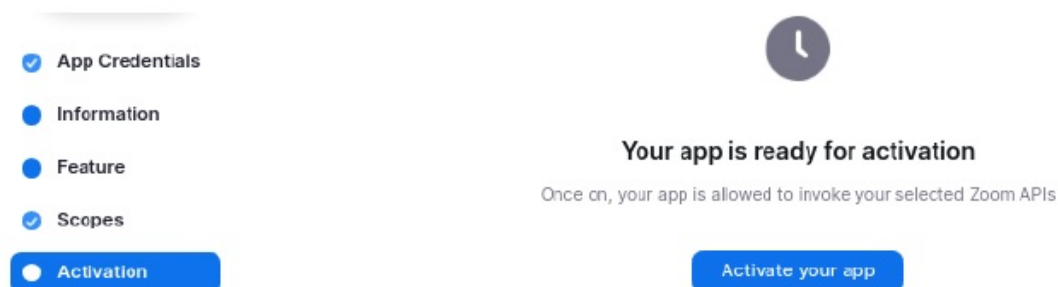 App Credentials
Information
Feature
Scopes
Activation
Your app is ready for activation
Once on, your app is allowed to invoke your selected Zoom APIs
Activate your app